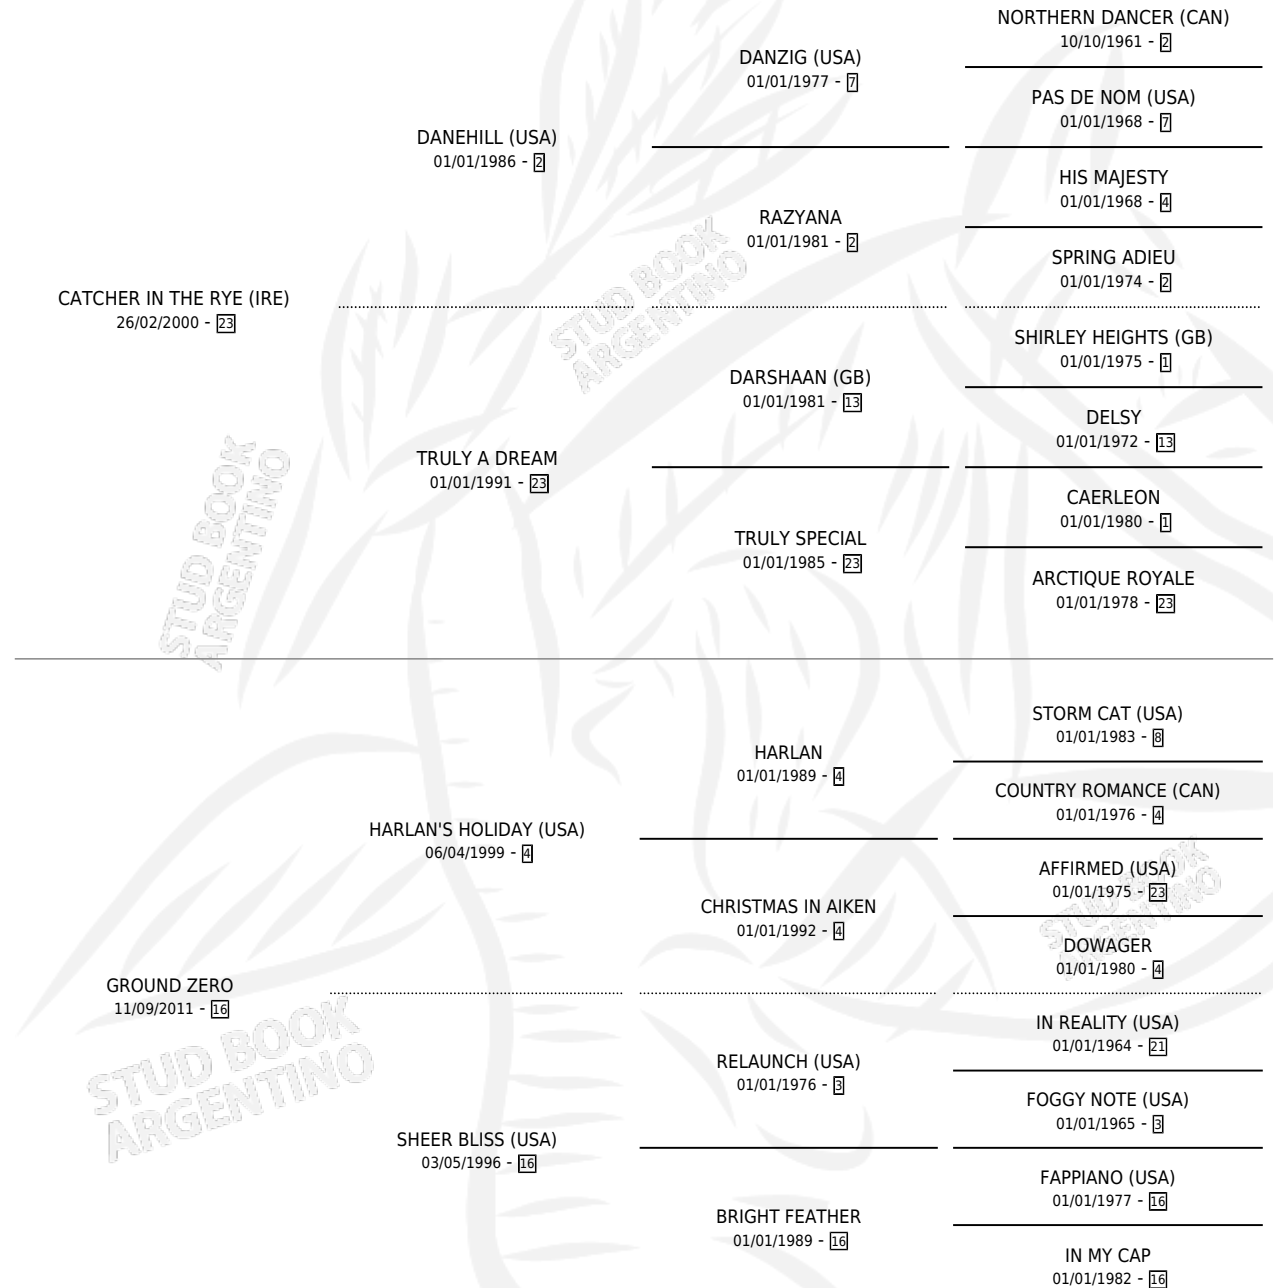 NORTHERN DANCER (CAN)
10/10/1961 - 2
DANZIG (USA)
01/01/1977 - 7
PAS DE NOM (USA)
01/01/1968 - 7
DANEHILL (USA)
01/01/1986 - 2
HIS MAJESTY
01/01/1968 - 4
RAZYANA
01/01/1981 - 2
SPRING ADIEU
01/01/1974 - 2
CATCHER IN THE RYE (IRE)
26/02/2000 - 23
STUD BOOK
ARGENTINO
SHIRLEY HEIGHTS (GB)
01/01/1975 - 1
DARSHAAN (GB)
01/01/1981 - 13
DELSY
01/01/1972 - 13
TRULY A DREAM
01/01/1991 - 23
CAERLEON
01/01/1980 - 1
TRULY SPECIAL
01/01/1985 - 23
ARCTIQUE ROYALE
01/01/1978 - 23
STUD BOOK
ARGENTINO
STORM CAT (USA)
01/01/1983 - 8
HARLAN
01/01/1989 - 4
COUNTRY ROMANCE (CAN)
01/01/1976 - 4
HARLAN'S HOLIDAY (USA)
06/04/1999 - 4
AFFIRMED (USA)
01/01/1975 - 23
CHRISTMAS IN AIKEN
01/01/1992 - 4
DOWAGER
01/01/1980 - 4
STUD BOOK
ARGENTINO
GROUND ZERO
11/09/2011 - 16
IN REALITY (USA)
01/01/1964 - 21
RELAUNCH (USA)
01/01/1976 - 3
FOGGY NOTE (USA)
01/01/1965 - 3
STUD BOOK
ARGENTINO
SHEER BLISS (USA)
03/05/1996 - 16
FAPPIANO (USA)
01/01/1977 - 16
BRIGHT FEATHER
01/01/1989 - 16
IN MY CAP
01/01/1982 - 16